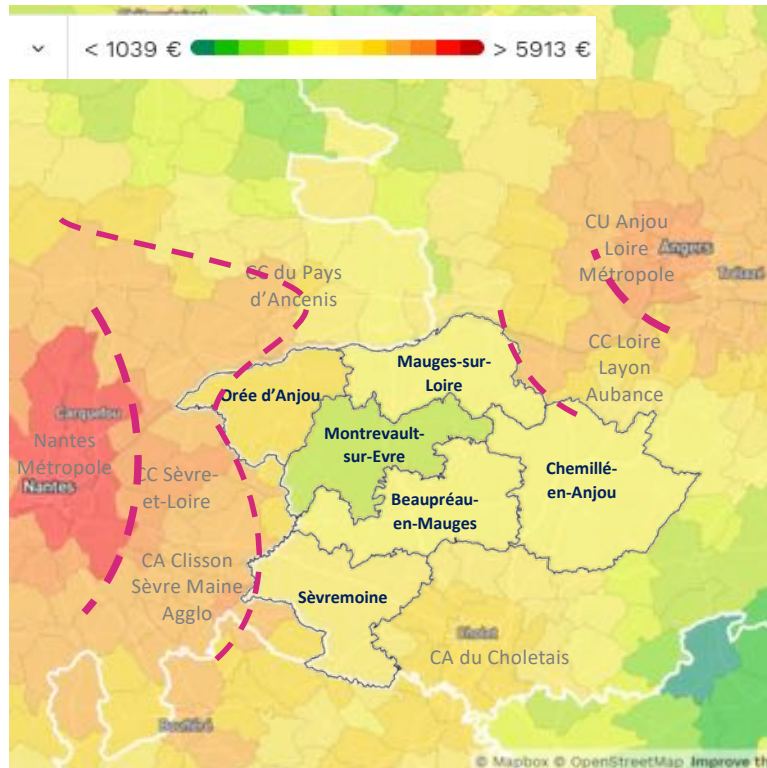 < 1039 €
> 5913 €
CU Anjou
Loire
Métropole
Angers
Trélazé
CC du Pays
d'Ancenis
CC Loire
Layon
Aubance
Mauges-sur-
Loire
Orée d'Anjou
Carquefou
Montrevault-
sur-Evre
Nantes
Métropole
Nantes
CC Sèvre-
et-Loire
Chemillé-
en-Anjou
Beaupréau-
en-Mauges
CA Clisson
Sèvre Maine
Agglo
Sèvremoine
Cholet
CA du Choletais
© Mapbox © OpenStreetMap Improve th